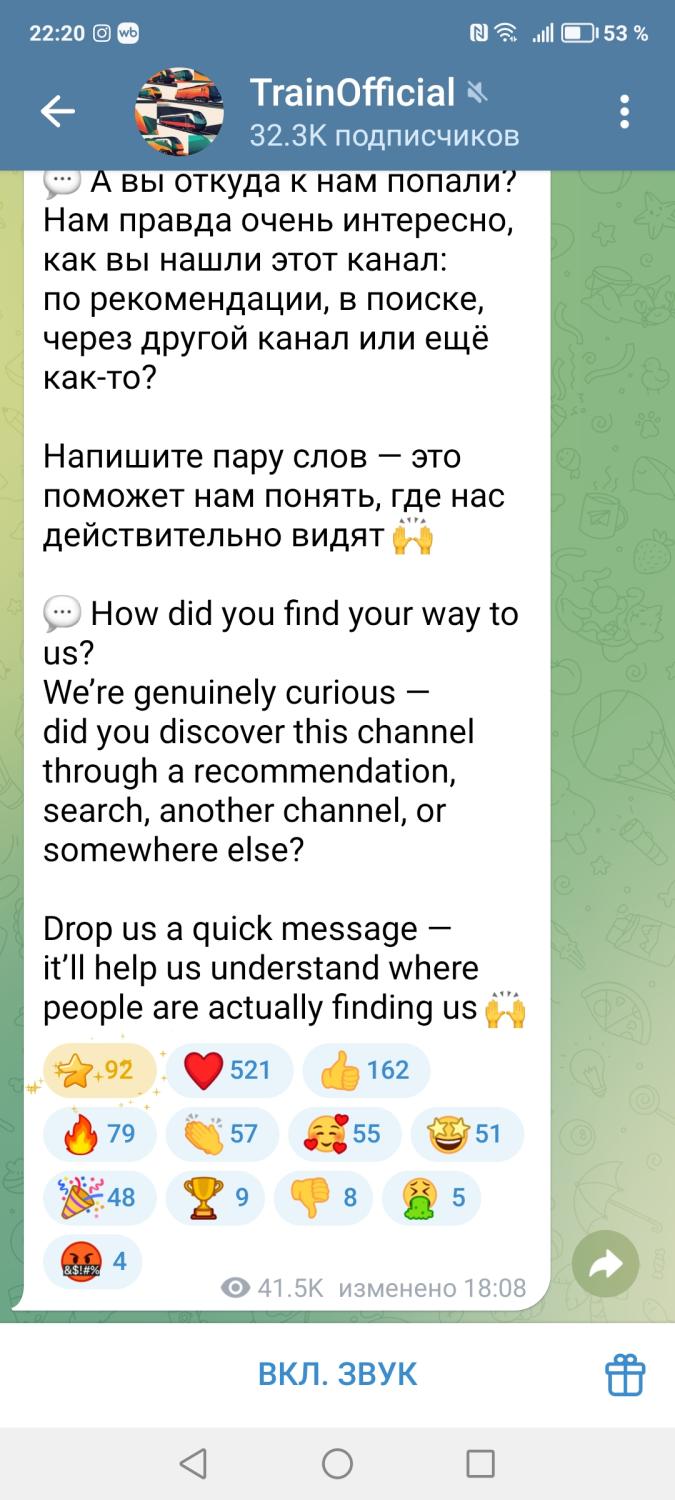 22:20 wb 53 %
TrainOfficial
32.3K подписчиков
💬 А вы откуда к нам попали?
Нам правда очень интересно,
как вы нашли этот канал:
по рекомендации, в поиске,
через другой канал или ещё
как-то?
Напишите пару слов — это
поможет нам понять, где нас
действительно видят 🙌
💬 How did you find your way to
us?
We’re genuinely curious —
did you discover this channel
through a recommendation,
search, another channel, or
somewhere else?
Drop us a quick message —
it’ll help us understand where
people are actually finding us 🙌
⭐ 92 ❤️ 521 👍 162
🔥 79 👏 57 🥰 55 🤩 51
🎉 48 🏆 9 👎 8 🤮 5
🤬 4
41.5K изменено 18:08
ВКЛ. ЗВУК